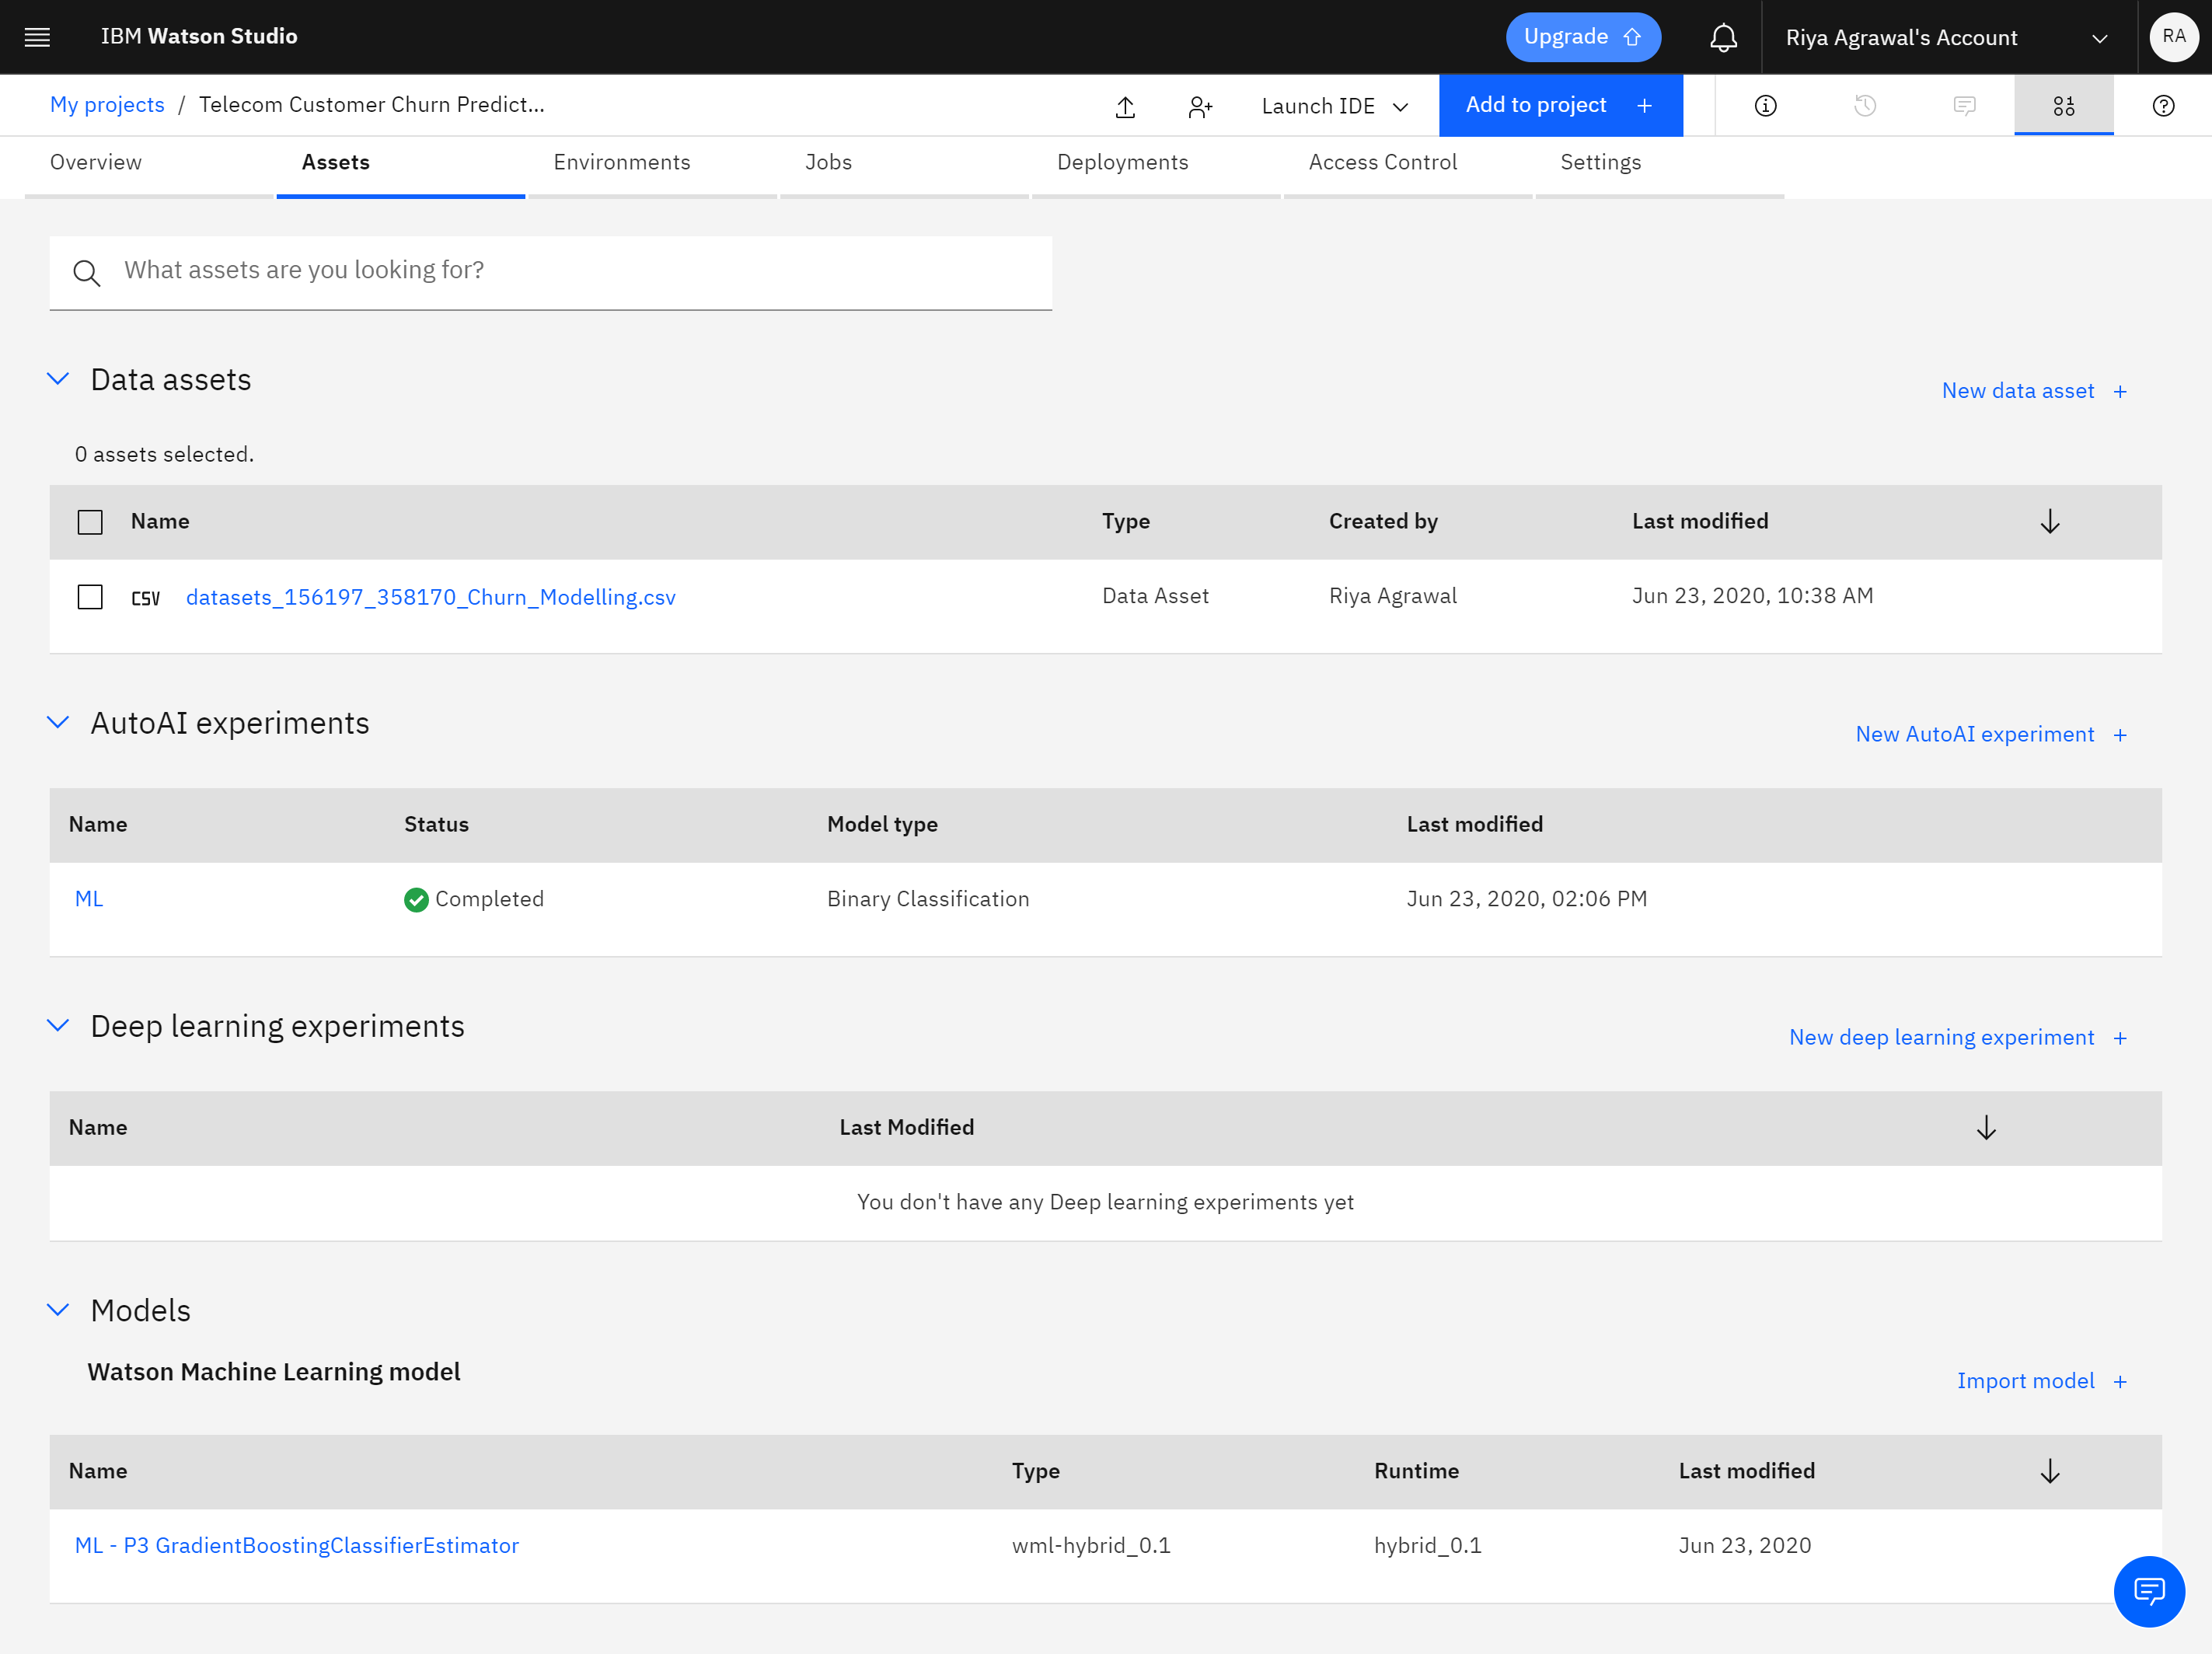 IBM Watson Studio
Upgrade
Riya Agrawal's Account
RA
My projects / Telecom Customer Churn Predict...
Launch IDE
Add to project +
Overview
Assets
Environments
Jobs
Deployments
Access Control
Settings
What assets are you looking for?
Data assets
New data asset +
0 assets selected.
Name Type Created by Last modified
CSV datasets_156197_358170_Churn_Modelling.csv Data Asset Riya Agrawal Jun 23, 2020, 10:38 AM
AutoAI experiments
New AutoAI experiment +
Name Status Model type Last modified
ML Completed Binary Classification Jun 23, 2020, 02:06 PM
Deep learning experiments
New deep learning experiment +
Name Last Modified
You don't have any Deep learning experiments yet
Models
Watson Machine Learning model
Import model +
Name Type Runtime Last modified
ML - P3 GradientBoostingClassifierEstimator wml-hybrid_0.1 hybrid_0.1 Jun 23, 2020